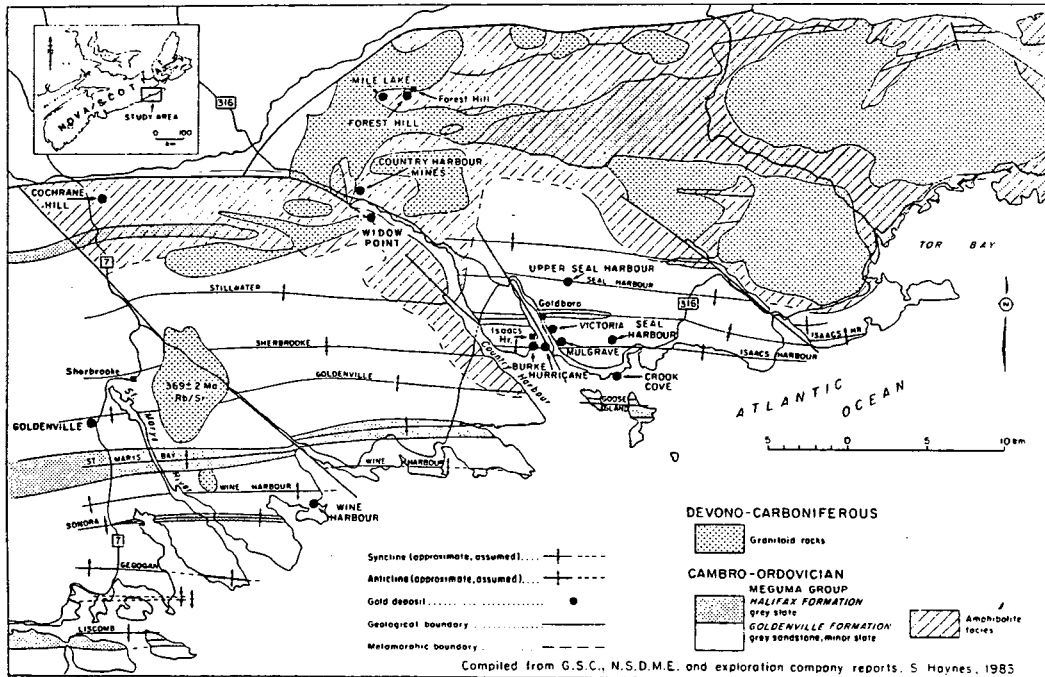 NOVA SCOTIA
STUDY AREA
0 100
km
316
MILE LAKE
Forest Hill
FOREST HILL
COUNTRY HARBOUR
MINES
COCHRANE
HILL
WIDOW
POINT
TOR BAY
7
UPPER SEAL HARBOUR
SEAL HARBOUR
STILLWATER
Goldboro
316
N
VICTORIA
SEAL
HARBOUR
Isaacs
Hr.
MULGRAVE
ISAACS HR.
ISAACS HARBOUR
SHERBROOKE
BURKE
HURRICANE
Country Harbour
CROOK
COVE
Sherbrooke
GOLDENVILLE
369±2 Ma
Rb/Sr
GOOSE
ISLAND
ATLANTIC
OCEAN
GOLDENVILLE
St. Marys River
5 0 5 10 km
ST MARYS BAY
WINE HARBOUR
WINE HARBOUR
WINE
HARBOUR
SONORA
7
GEGOGAN
LISCOMB
Syncline (approximate, assumed)....
Anticline (approximate, assumed)...
Gold deposit .... ..............
Geological boundary ............
Metamorphic boundary ..........
DEVONO-CARBONIFEROUS
Granitoid rocks
CAMBRO-ORDOVICIAN
MEGUMA GROUP
HALIFAX FORMATION
grey slate
GOLDENVILLE FORMATION
grey sandstone, minor slate
Amphibolite
facies
Compiled from G.S.C., N.S.D.M.E. and exploration company reports. S Haynes, 1983